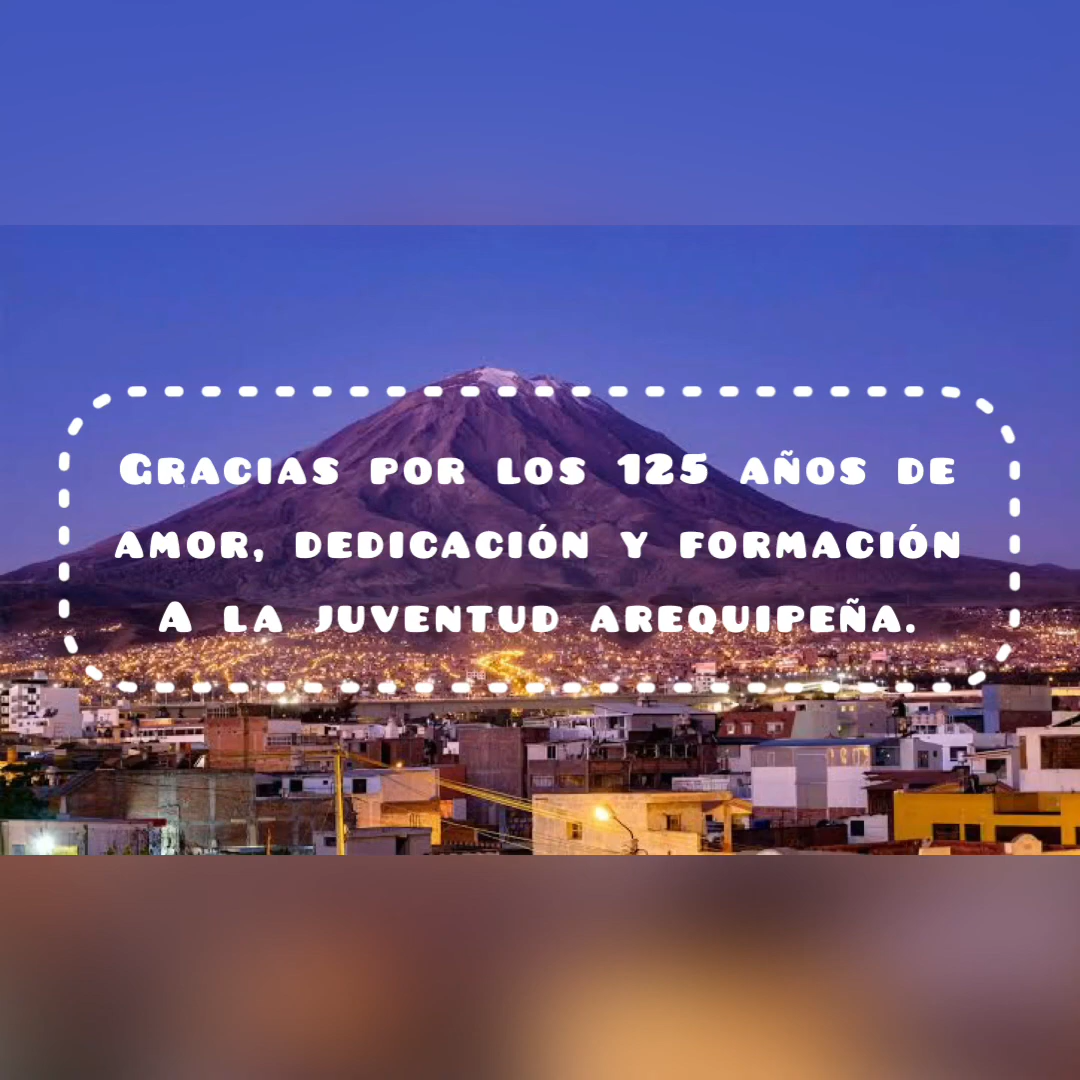 Gracias por los 125 años de
amor, dedicación y formación
A la juventud arequipeña.